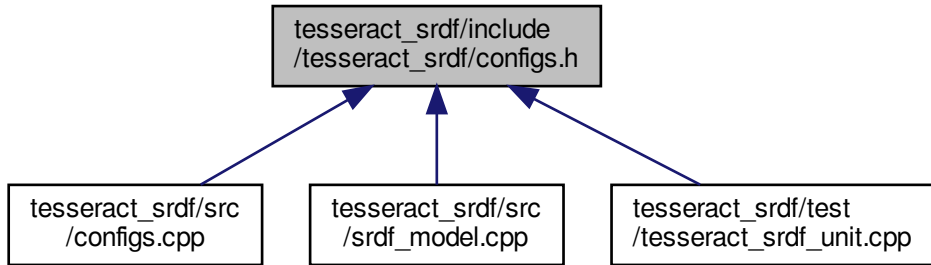 tesseract_srdf/include
/tesseract_srdf/configs.h
tesseract_srdf/src
/configs.cpp
tesseract_srdf/src
/srdf_model.cpp
tesseract_srdf/test
/tesseract_srdf_unit.cpp